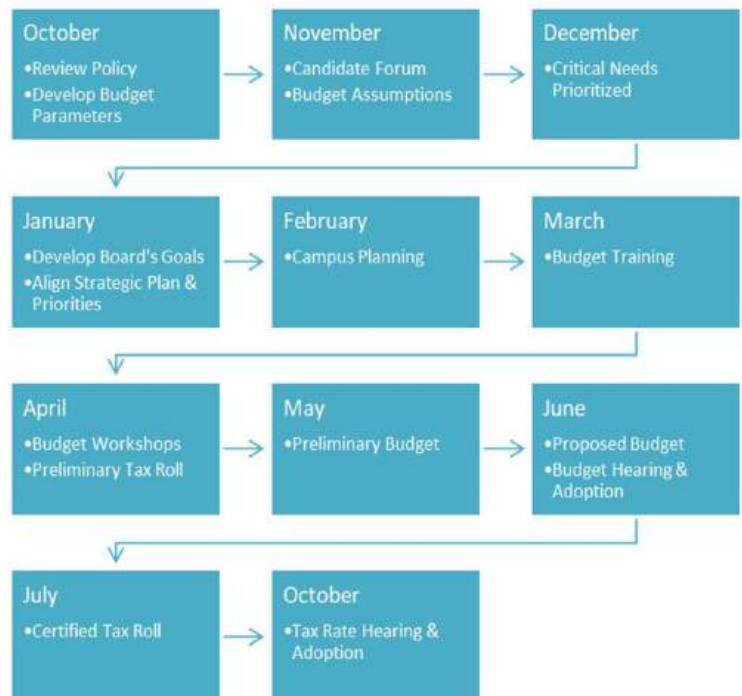 October
•Review Policy
•Develop Budget
Parameters
November
•Candidate Forum
•Budget Assumptions
December
•Critical Needs
Prioritized
January
•Develop Board's Goals
•Align Strategic Plan &
Priorities
February
•Campus Planning
March
•Budget Training
April
•Budget Workshops
•Preliminary Tax Roll
May
•Preliminary Budget
June
•Proposed Budget
•Budget Hearing &
Adoption
July
•Certified Tax Roll
October
•Tax Rate Hearing &
Adoption